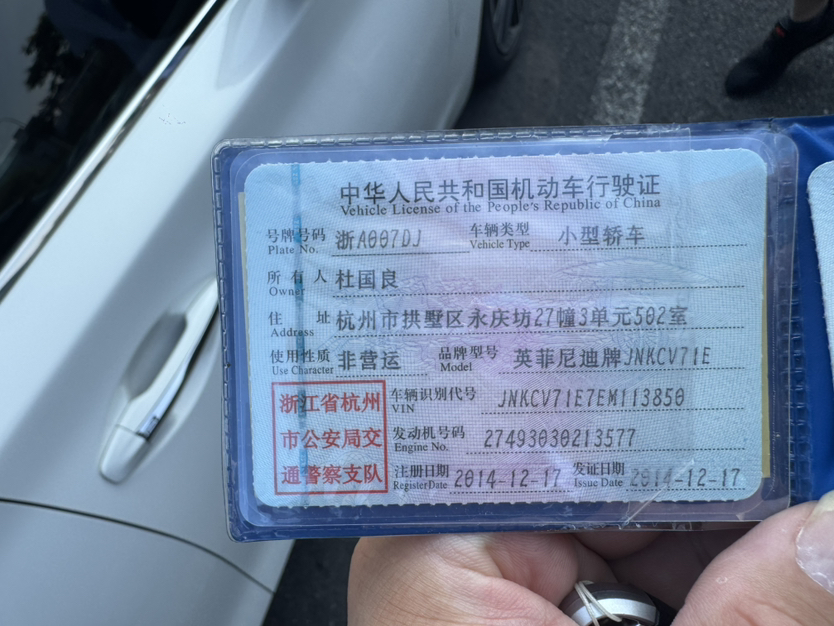 中华人民共和国机动车行驶证
Vehicle License of the People's Republic of China
号牌号码 浙A007DJ 车辆类型 小型轿车
Plate No. Vehicle Type
所有人 杜国良
Owner
住址 杭州市拱墅区永庆坊27幢3单元502室
Address
使用性质 非营运 品牌型号 英菲尼迪牌JNKCV71E
Use Character Model
浙江省杭州
市公安局交
通警察支队
车辆识别代号 JNKCV71E7EM113850
VIN
发动机号码 27493030213577
Engine No.
注册日期 2014-12-17 发证日期 2014-12-17
Register Date Issue Date